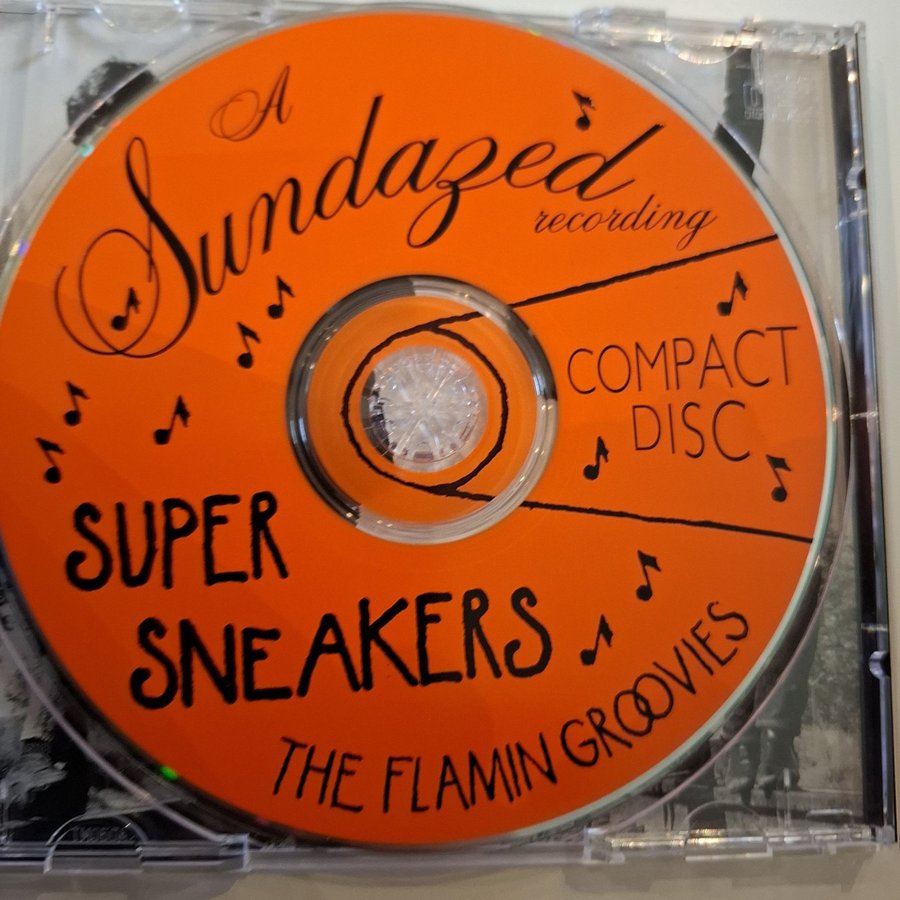 A
Sundazed
recording
COMPACT
DISC
SUPER
SNEAKERS
THE FLAMIN GROOVIES